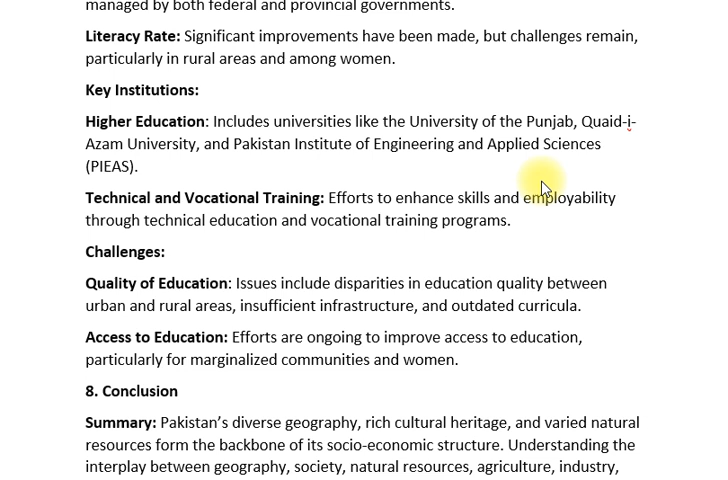 managed by both federal and provincial governments.
Literacy Rate: Significant improvements have been made, but challenges remain,
particularly in rural areas and among women.
Key Institutions:
Higher Education: Includes universities like the University of the Punjab, Quaid-i-
Azam University, and Pakistan Institute of Engineering and Applied Sciences
(PIEAS).
Technical and Vocational Training: Efforts to enhance skills and employability
through technical education and vocational training programs.
Challenges:
Quality of Education: Issues include disparities in education quality between
urban and rural areas, insufficient infrastructure, and outdated curricula.
Access to Education: Efforts are ongoing to improve access to education,
particularly for marginalized communities and women.
8. Conclusion
Summary: Pakistan’s diverse geography, rich cultural heritage, and varied natural
resources form the backbone of its socio-economic structure. Understanding the
interplay between geography, society, natural resources, agriculture, industry,